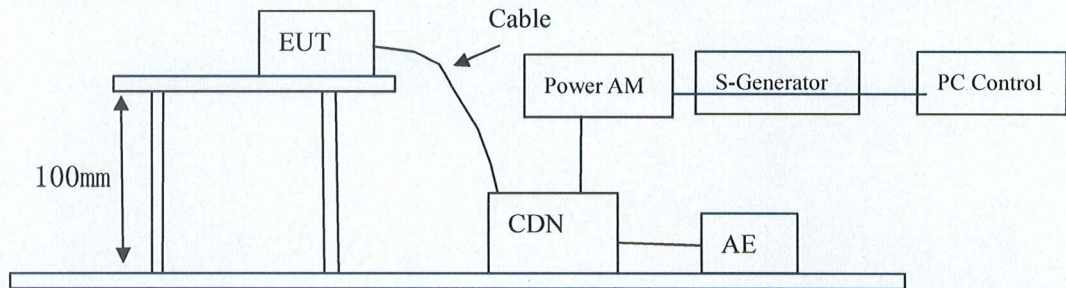 Cable
EUT
Power AM
S-Generator
PC Control
100mm
CDN
AE